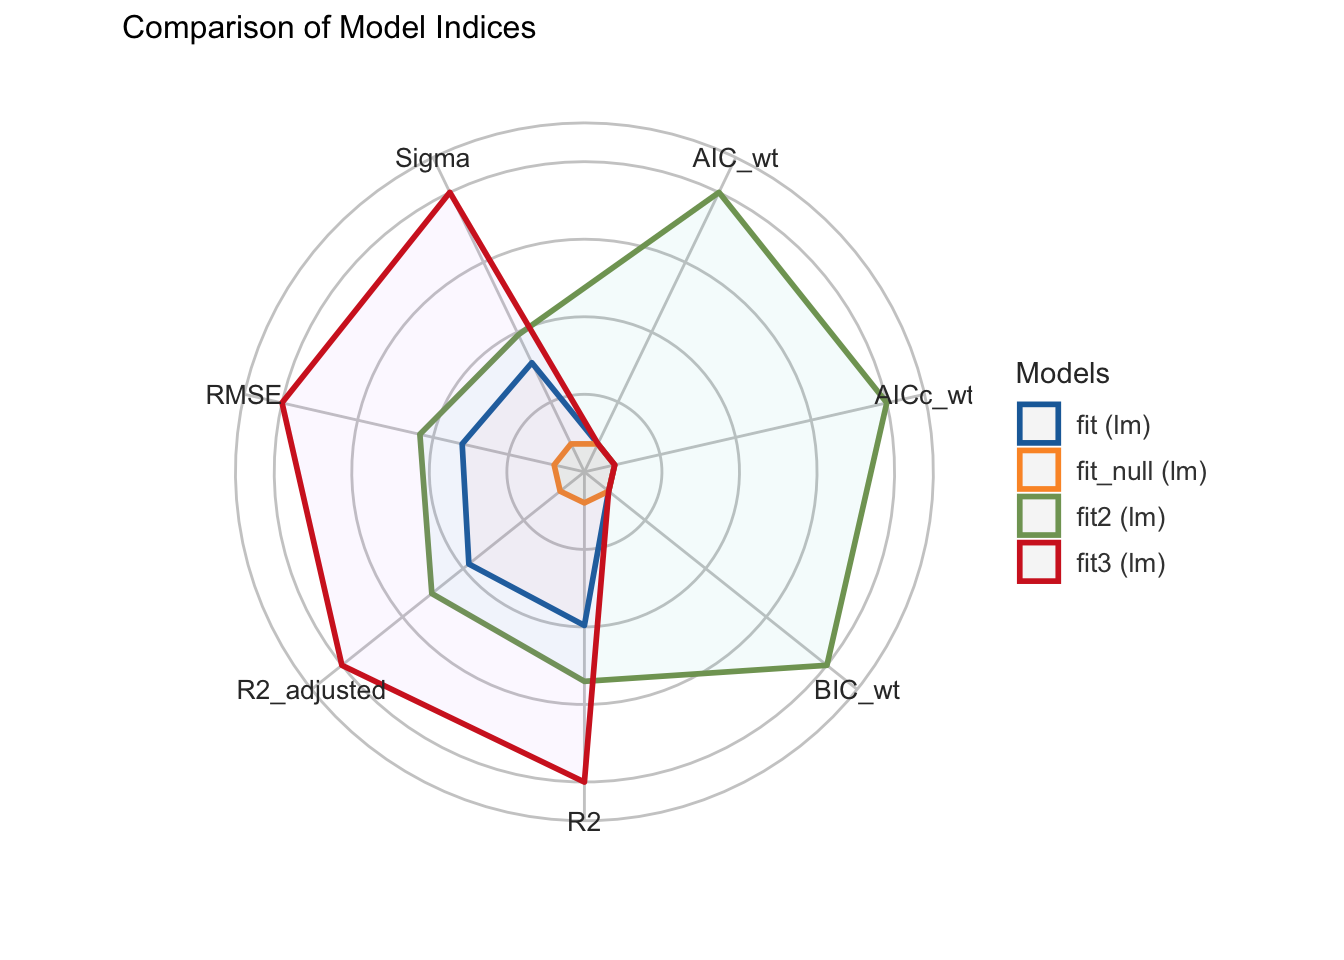 Comparison of Model Indices
Sigma
AIC_wt
RMSE
AICc_wt
R2_adjusted
BIC_wt
R2
Models
fit (lm)
fit_null (lm)
fit2 (lm)
fit3 (lm)